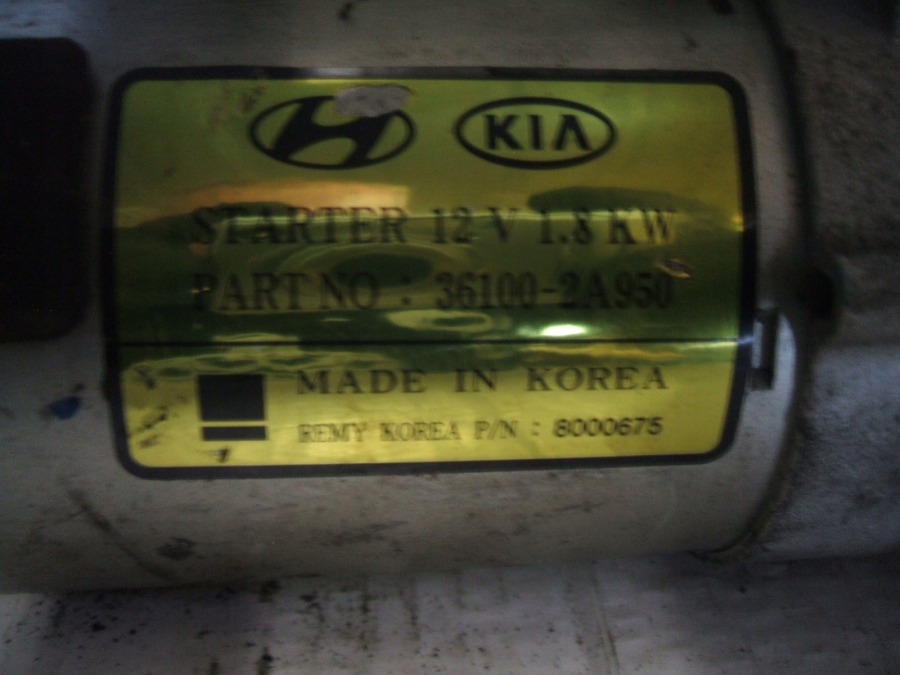 KIA
STARTER 12 V 1.8 KW
PART NO : 36100-2A950
MADE IN KOREA
REMY KOREA P/N : 8000675